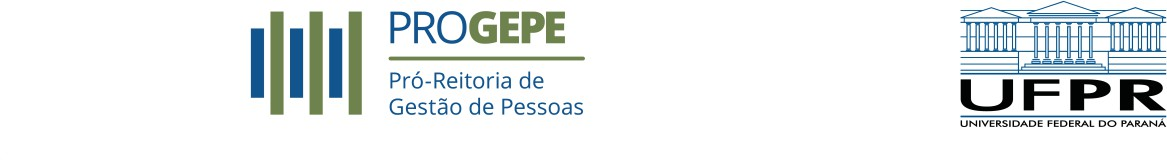 PROGEPE
Pró-Reitoria de
Gestão de Pessoas
UFPR
UNIVERSIDADE FEDERAL DO PARANÁ